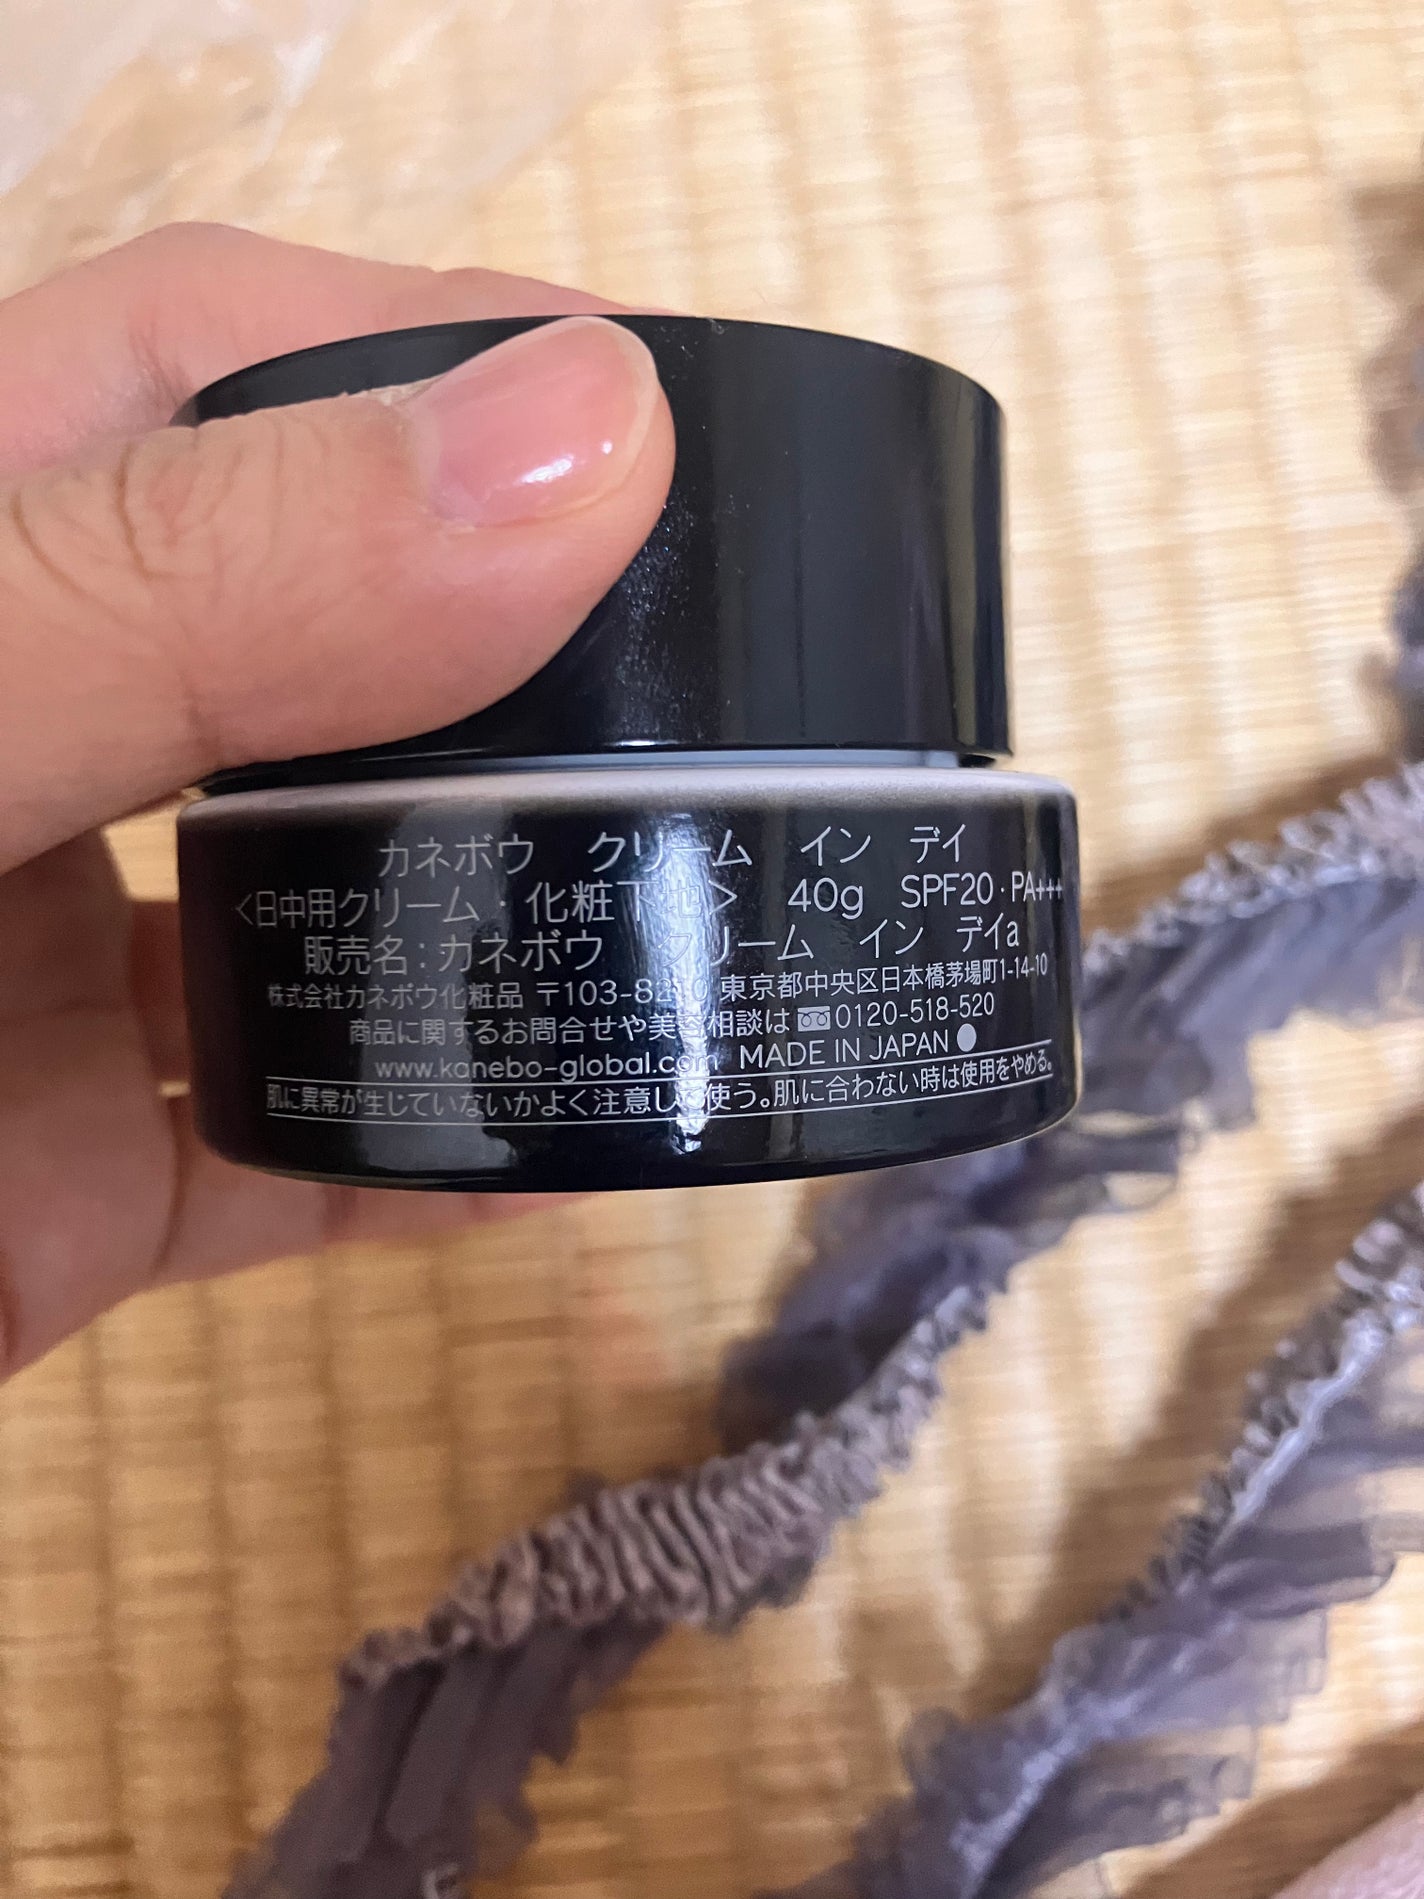 カネボウ クリーム イン デイ
<日中用クリーム・化粧下地> 40g SPF20・PA+++
販売名：カネボウ クリーム イン デイa
株式会社カネボウ化粧品 〒103-8210 東京都中央区日本橋茅場町1-14-10
商品に関するお問合せや美容相談は 0120-518-520
www.kanebo-global.com MADE IN JAPAN
肌に異常が生じていないかよく注意して使う。肌に合わない時は使用をやめる。